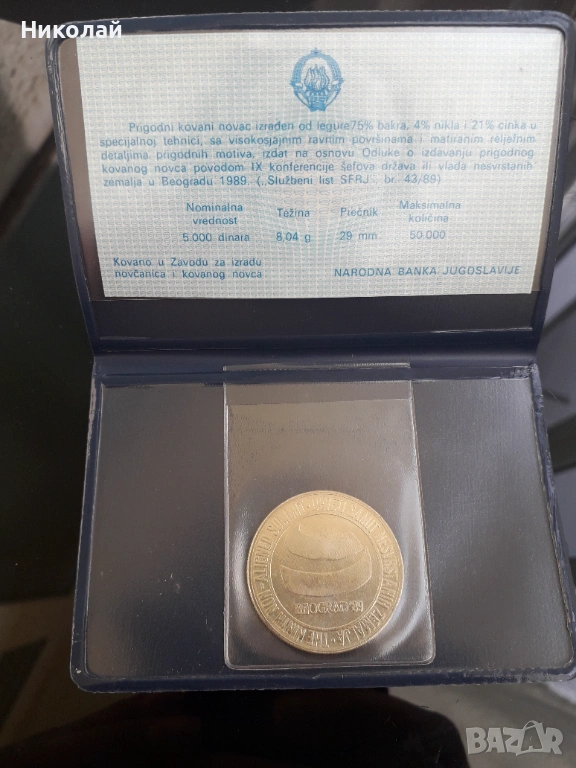 Николай
Prigodni kovani novac izrađen od legure75% bakra, 4% nikla i 21% cinka u
specijalnoj tehnici, sa visokosjajnim ravnim površinama i matiranim reljefnim
detaljima prigodnih motiva, izdat na osnovu Odluke o izdavanju prigodnog
kovanog novca povodom IX konferencije šefova država ili vlada nesvrstanih
zemalja u Beogradu 1989. („Službeni list SFRJ", br. 43/89)
Nominalna vrednost Težina Prečnik Maksimalna količina
5.000 dinara 8,04 g 29 mm 50.000
Kovano u Zavodu za izradu
novčanica i kovanog novca
NARODNA BANKA JUGOSLAVIJE
BEOGRAD'89
BAZAR